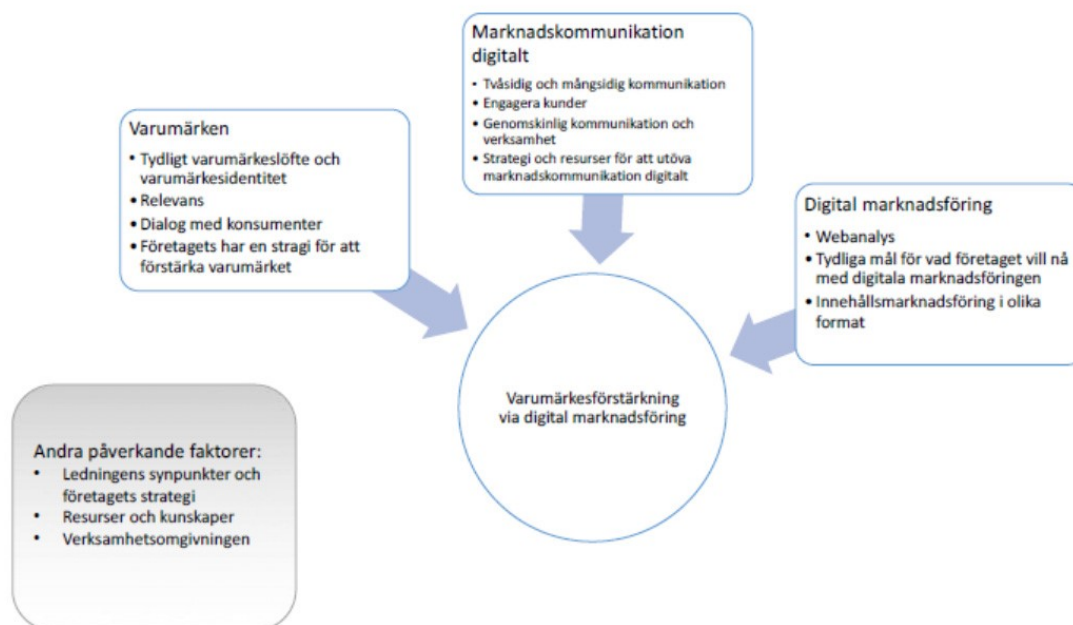 Marknadskommunikation
digitalt
• Tvåsidig och mångsidig kommunikation
• Engagera kunder
• Genomskinlig kommunikation och
verksamhet
• Strategi och resurser för att utöva
marknadskommunikation digitalt
Varumärken
• Tydligt varumärkeslöfte och
varumärkesidentitet
• Relevans
• Dialog med konsumenter
• Företagets har en stragi för att
förstärka varumärket
Digital marknadsföring
• Webanalys
• Tydliga mål för vad företaget vill nå
med digitala marknadsföringen
• Innehållsmarknadsföring i olika
format
Varumärkesförstärkning
via digital marknadsföring
Andra påverkande faktorer:
• Ledningens synpunkter och
företagets strategi
• Resurser och kunskaper
• Verksamhetsomgivningen